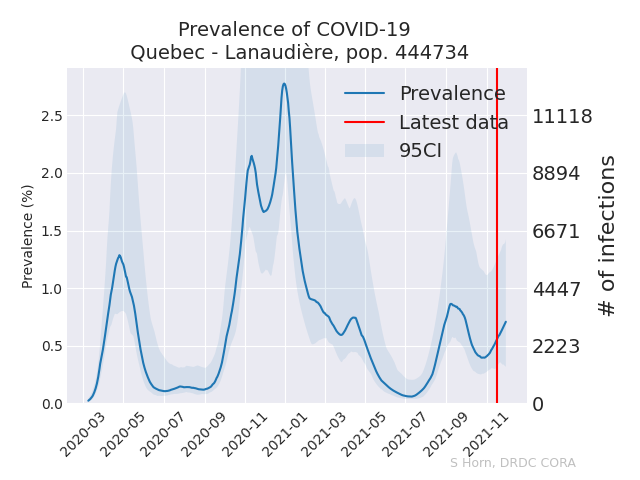 Prevalence of COVID-19
Quebec - Lanaudière, pop. 444734
Prevalence
Latest data
95CI
2.5
2.0
1.5
1.0
0.5
0.0
Prevalence (%)
11118
8894
6671
4447
2223
0
# of infections
2020-03
2020-05
2020-07
2020-09
2020-11
2021-01
2021-03
2021-05
2021-07
2021-09
2021-11
S Horn, DRDC CORA